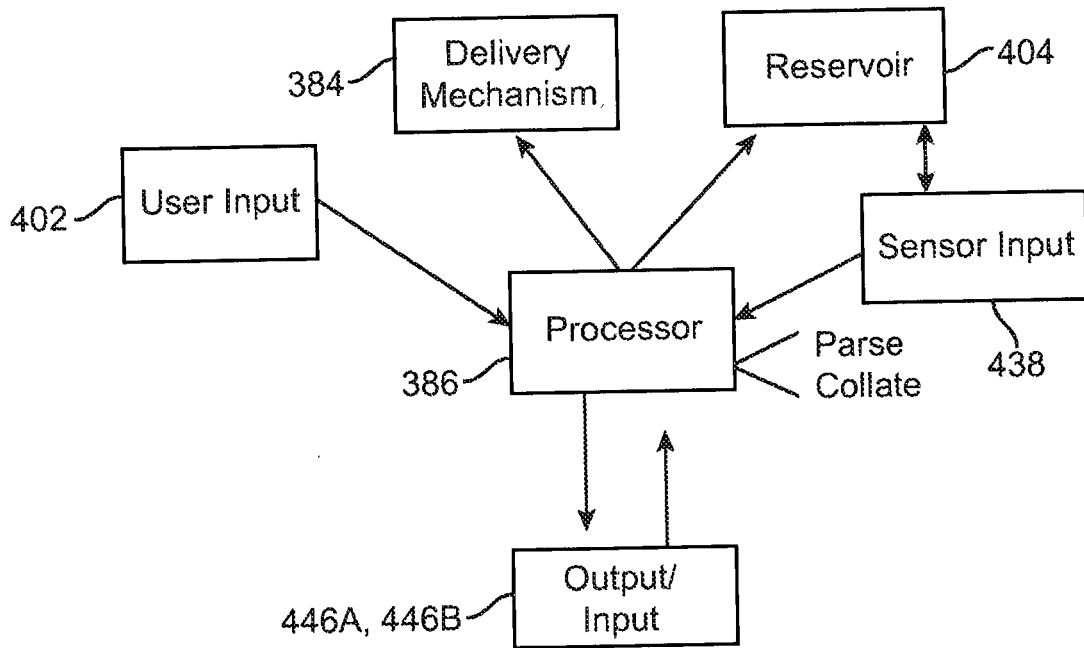 384
Delivery
Mechanism
Reservoir
404
402
User Input
Sensor Input
438
Processor
386
Parse
Collate
446A, 446B
Output/
Input